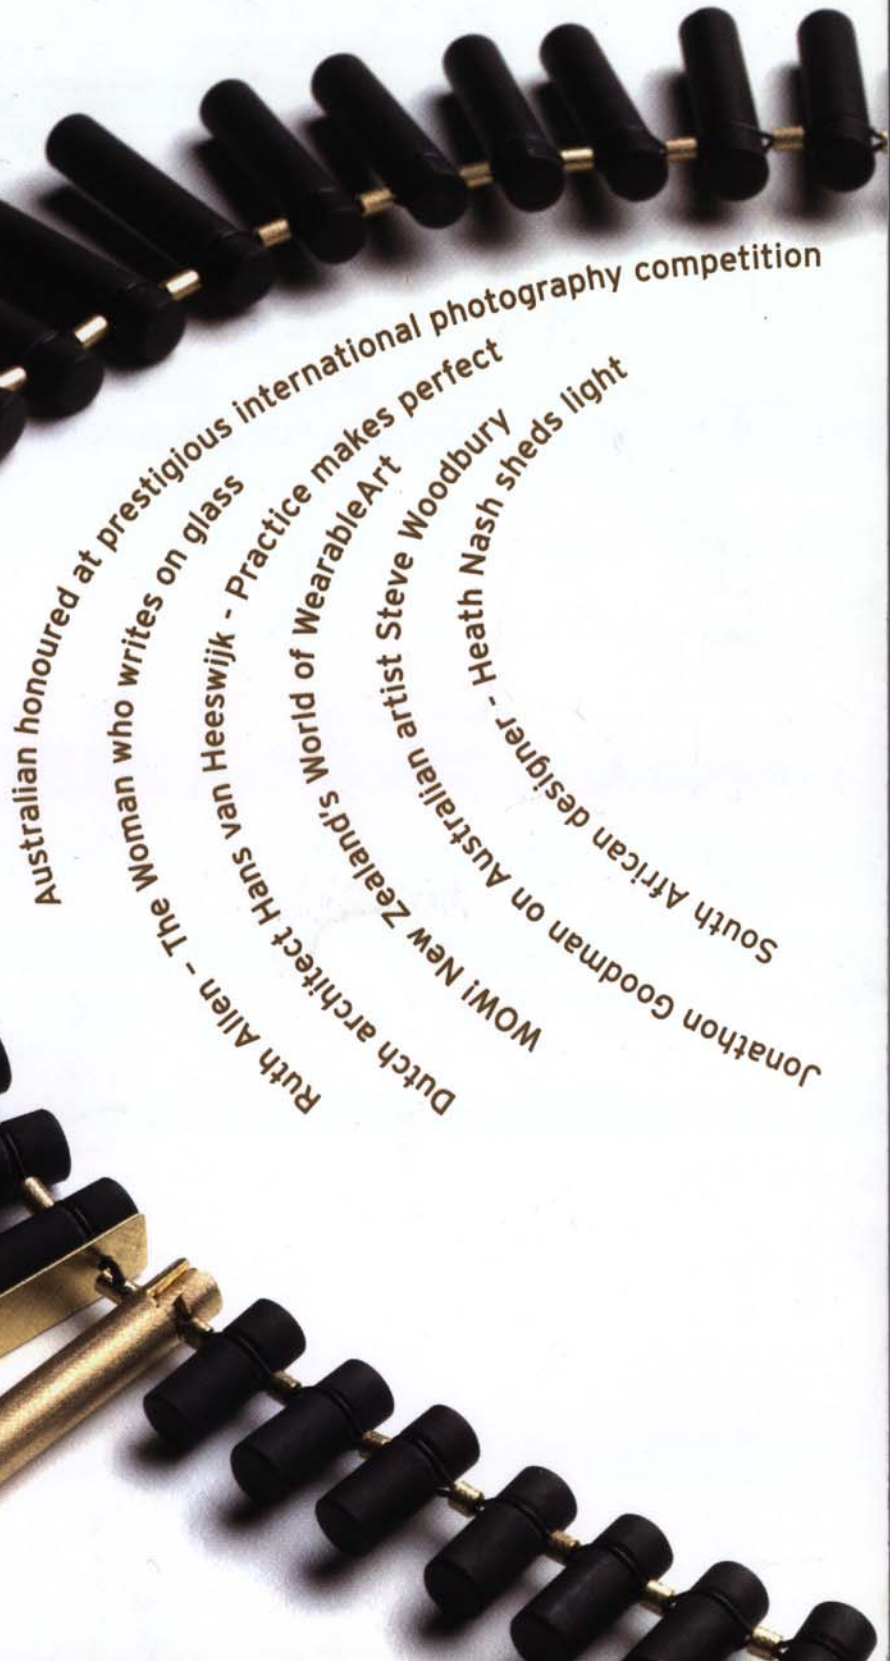 Australian honoured at prestigious international photography competition
Ruth Allen - The Woman who writes on glass
Dutch architect Hans van Heeswijk - Practice makes perfect
WOW! New Zealand's World of WearableArt
Jonathon Goodman on Australian artist Steve Woodbury
South African designer - Heath Nash sheds light